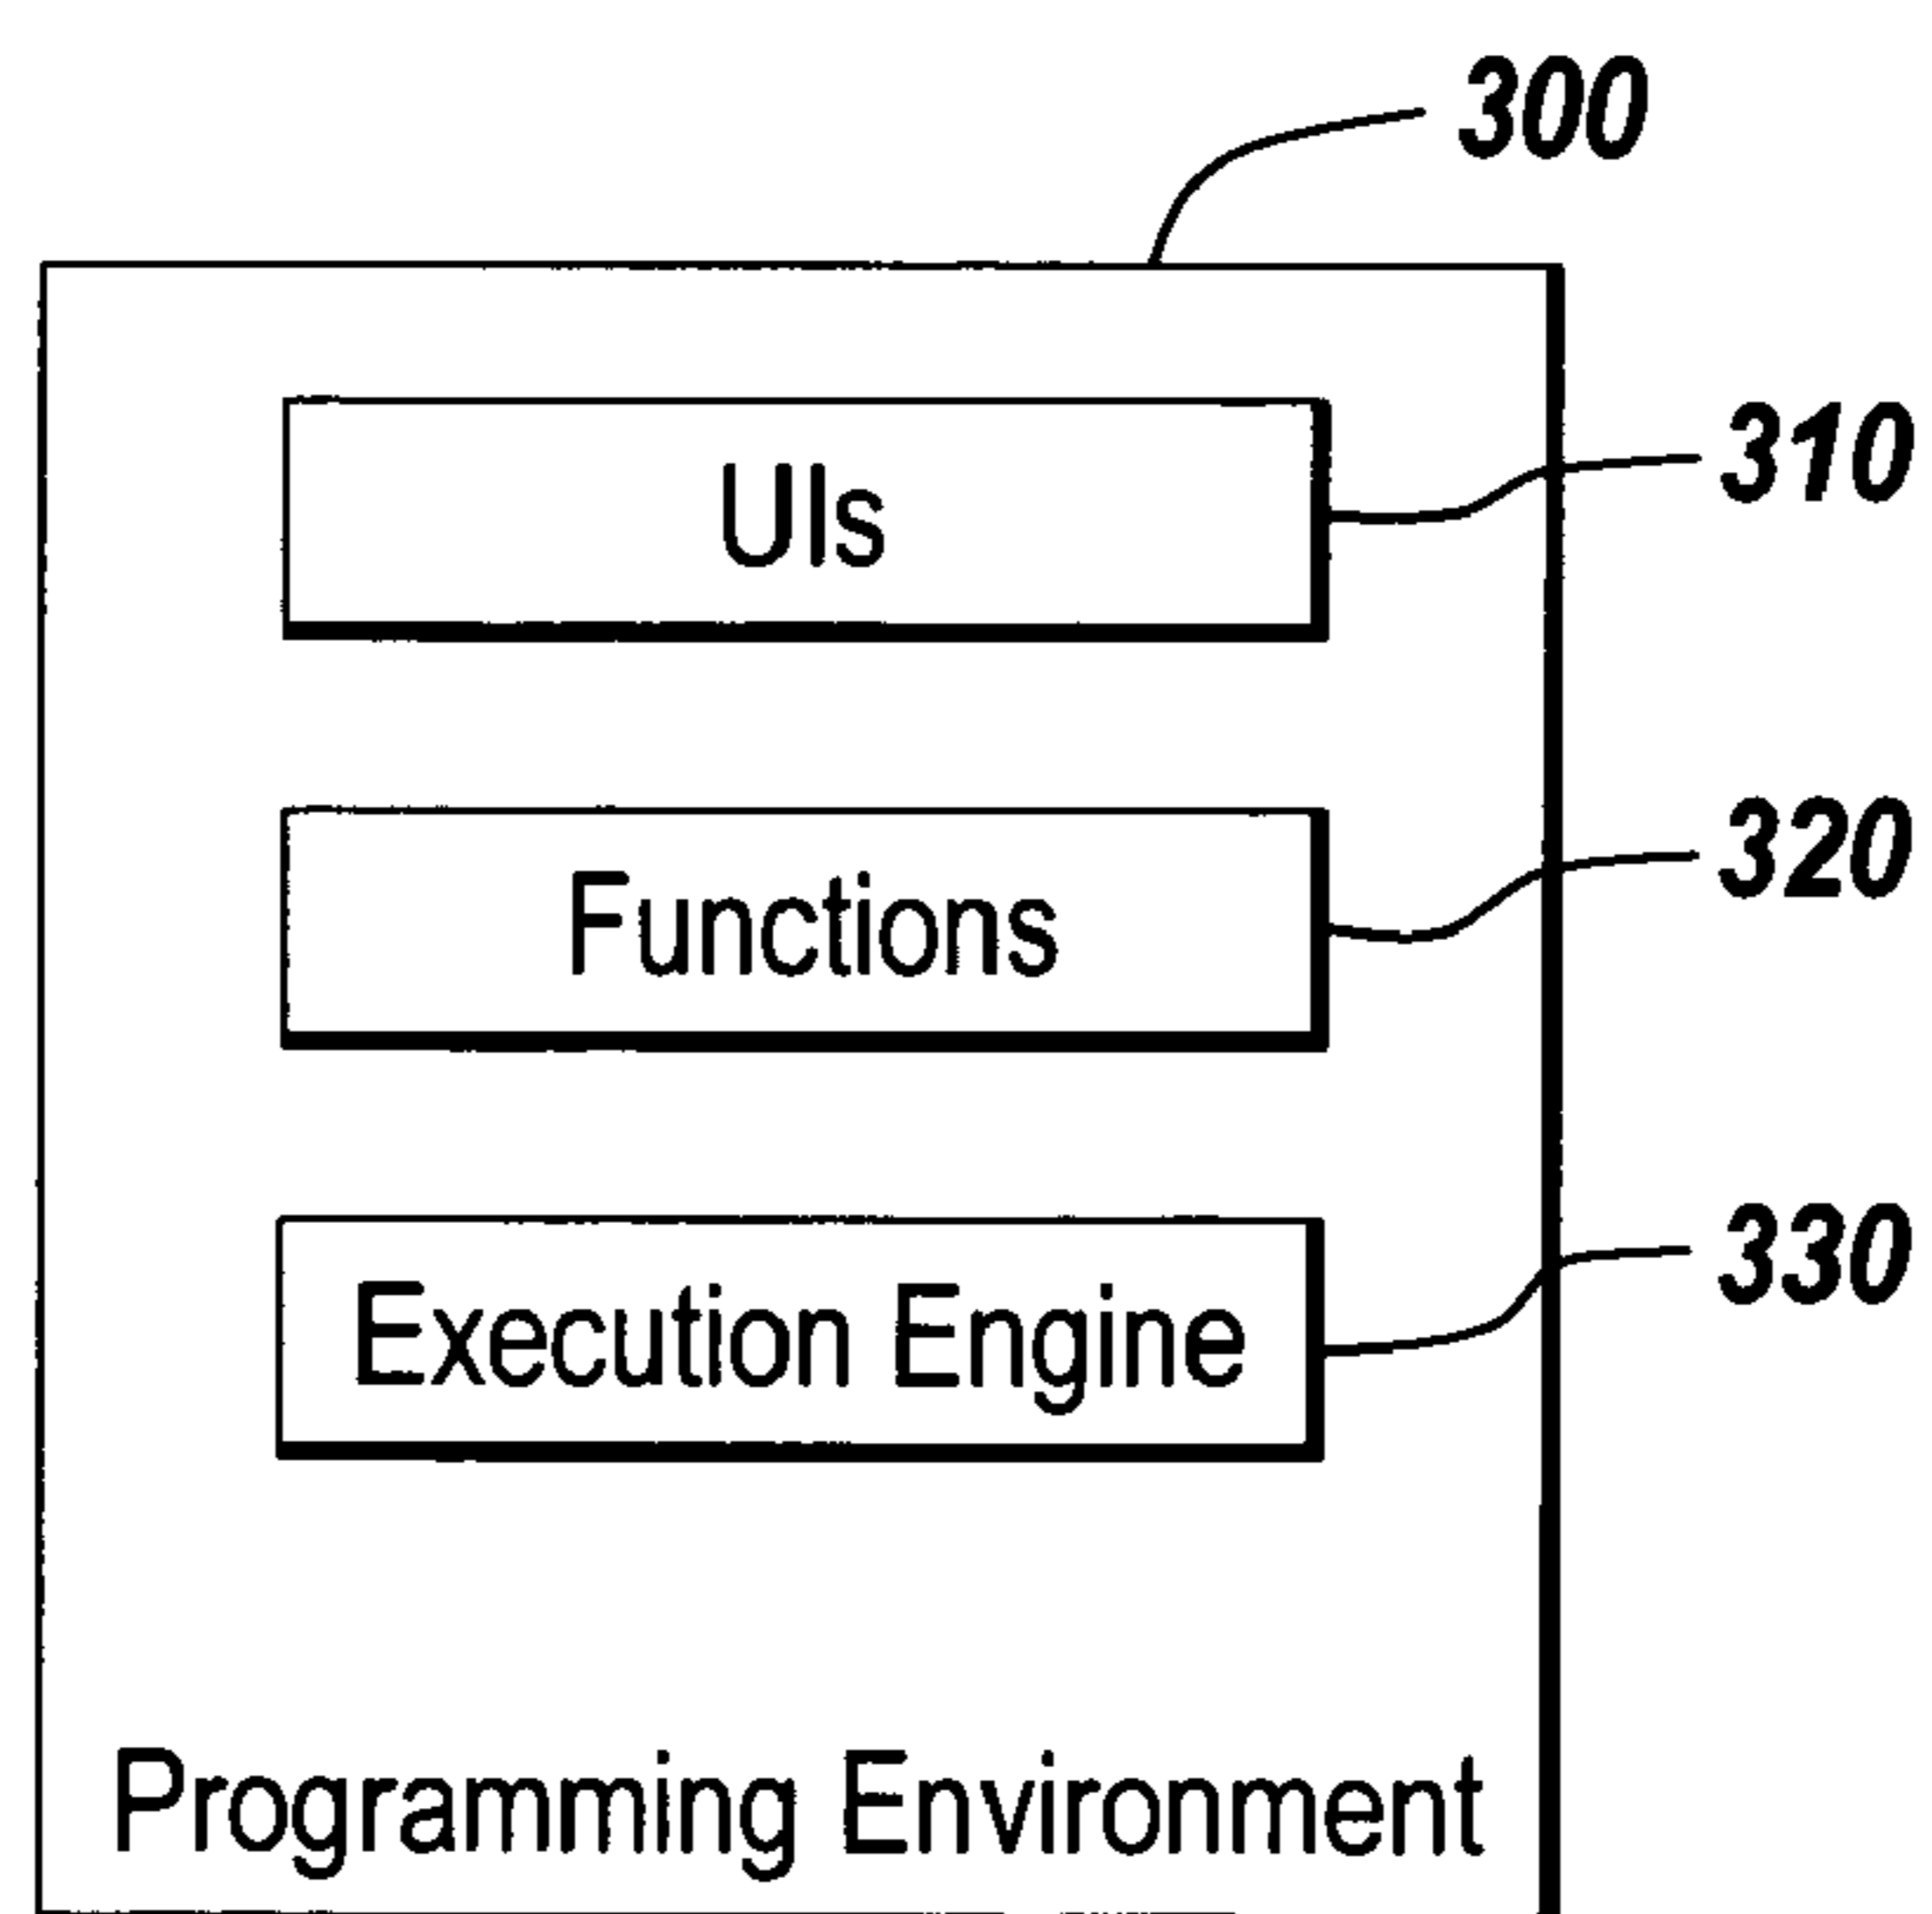 300
UIs
310
Functions
320
Execution Engine
330
Programming Environment